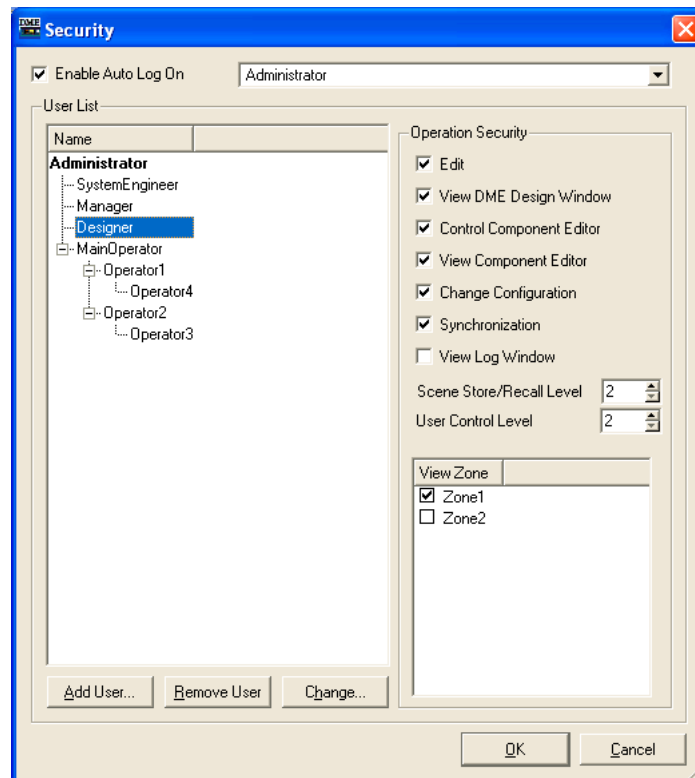 DME Security
Enable Auto Log On Administrator
User List
Name
Administrator
SystemEngineer
Manager
Designer
MainOperator
Operator1
Operator4
Operator2
Operator3
Operation Security
Edit
View DME Design Window
Control Component Editor
View Component Editor
Change Configuration
Synchronization
View Log Window
Scene Store/Recall Level 2
User Control Level 2
View Zone
Zone1
Zone2
Add User... Remove User Change...
OK Cancel